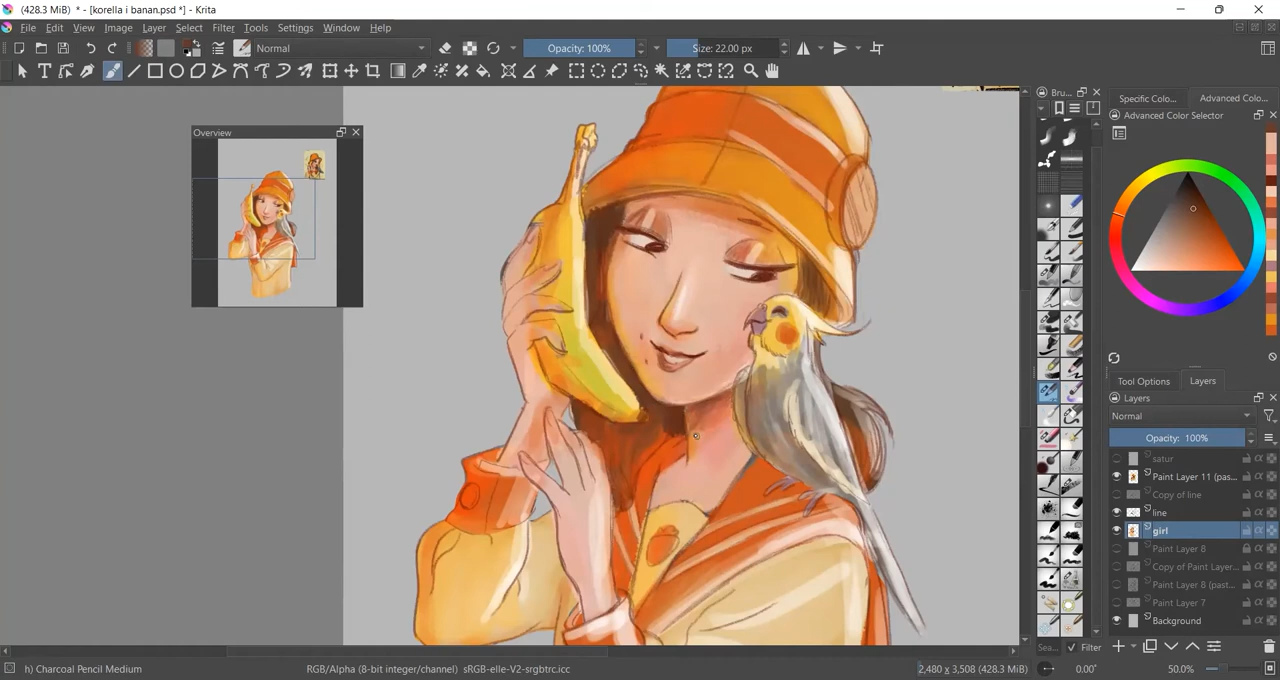 (428.3 MiB)  * - [korella i banan.psd *] - Krita
File Edit View Image Layer Select Filter Tools Settings Window Help
Normal
Opacity: 100%
Size: 22.00 px
Overview
Bru...
Specific Colo...
Advanced Colo...
Advanced Color Selector
Tool Options
Layers
Layers
Normal
Opacity: 100%
satur
Paint Layer 11 (pas...
Copy of line
line
girl
Paint Layer 8
Copy of Paint Layer...
Paint Layer 8 (past...
Paint Layer 7
Background
Sea...
Filter
h) Charcoal Pencil Medium
RGB/Alpha (8-bit integer/channel) sRGB-elle-V2-srgbtrc.icc
2,480 x 3,508 (428.3 MiB)
0.00°
50.0%